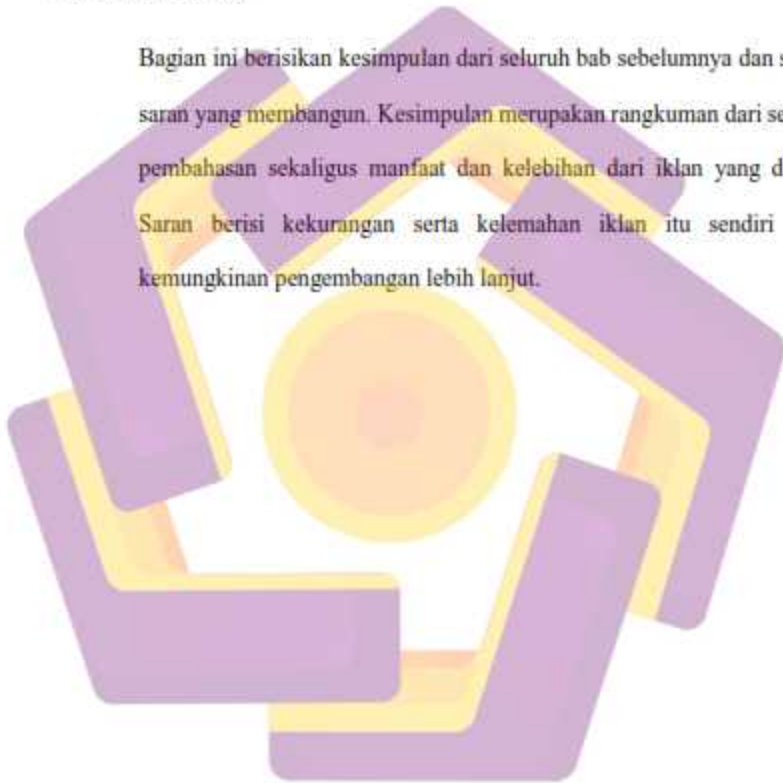 Bagian ini berisikan kesimpulan dari seluruh bab sebelumnya dan
saran yang membangun. Kesimpulan merupakan rangkuman dari
pembahasan sekaligus manfaat dan kelebihan dari iklan yang
Saran berisi kekurangan serta kelemahan iklan itu sendiri
kemungkinan pengembangan lebih lanjut.